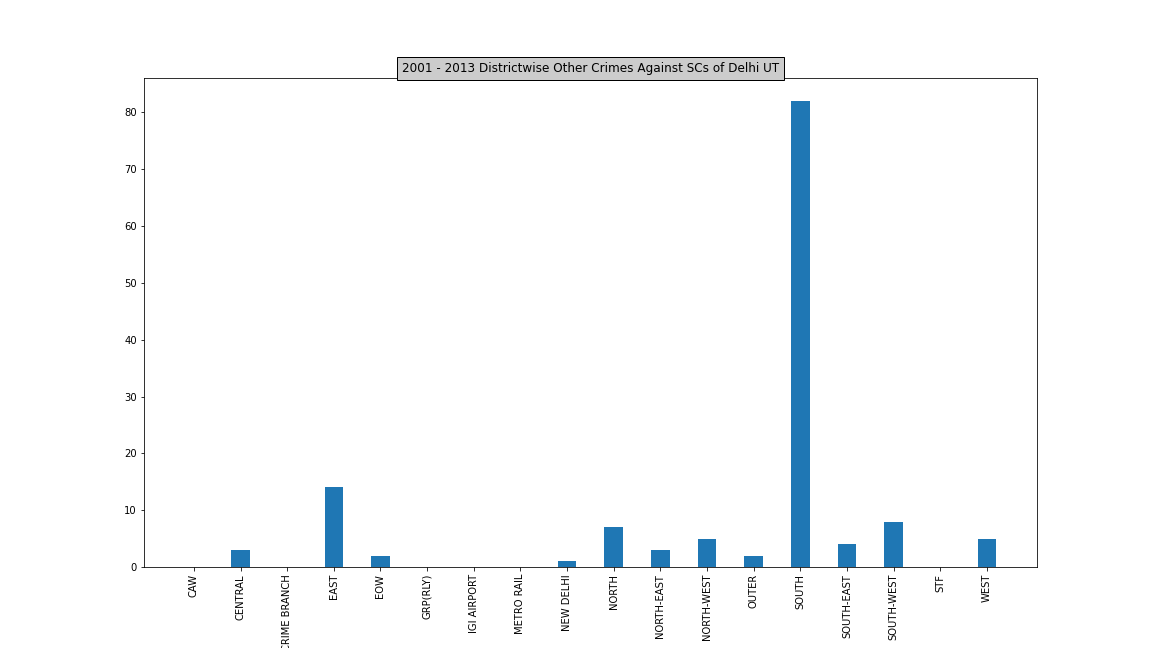 2001 - 2013 Districtwise Other Crimes Against SCs of Delhi UT
80
70
60
50
40
30
20
10
0
CAW
CENTRAL
CRIME BRANCH
EAST
EOW
GRP(RLY)
IGI AIRPORT
METRO RAIL
NEW DELHI
NORTH
NORTH-EAST
NORTH-WEST
OUTER
SOUTH
SOUTH-EAST
SOUTH-WEST
STF
WEST